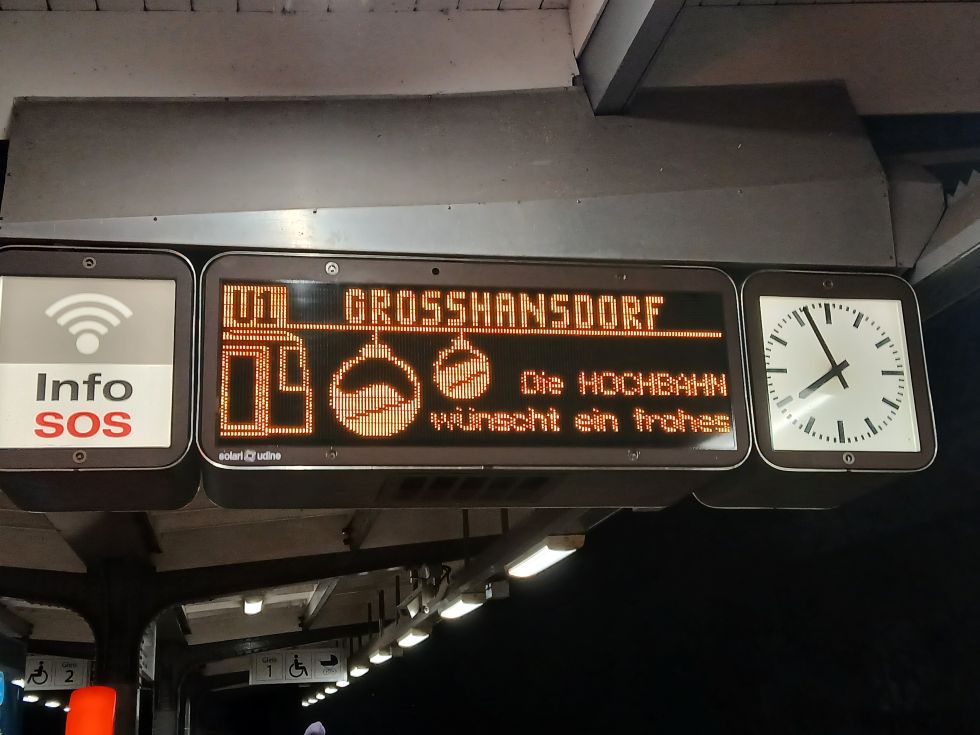 U1 GROSSHANSDORF
Die HOCHBAHN
wünscht ein frohes
Info
SOS
solari udine
Gleis
2
Gleis
1